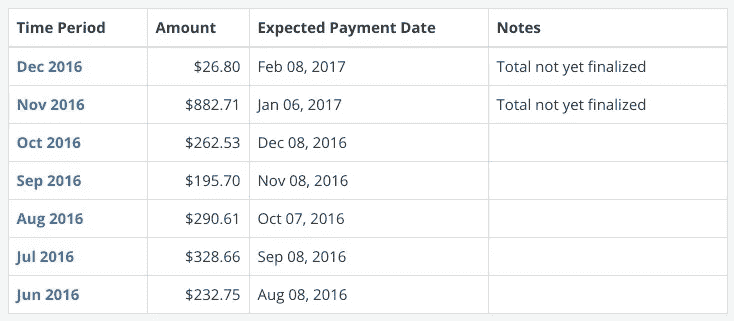 Time Period Amount Expected Payment Date Notes
Dec 2016 $26.80 Feb 08, 2017 Total not yet finalized
Nov 2016 $882.71 Jan 06, 2017 Total not yet finalized
Oct 2016 $262.53 Dec 08, 2016
Sep 2016 $195.70 Nov 08, 2016
Aug 2016 $290.61 Oct 07, 2016
Jul 2016 $328.66 Sep 08, 2016
Jun 2016 $232.75 Aug 08, 2016